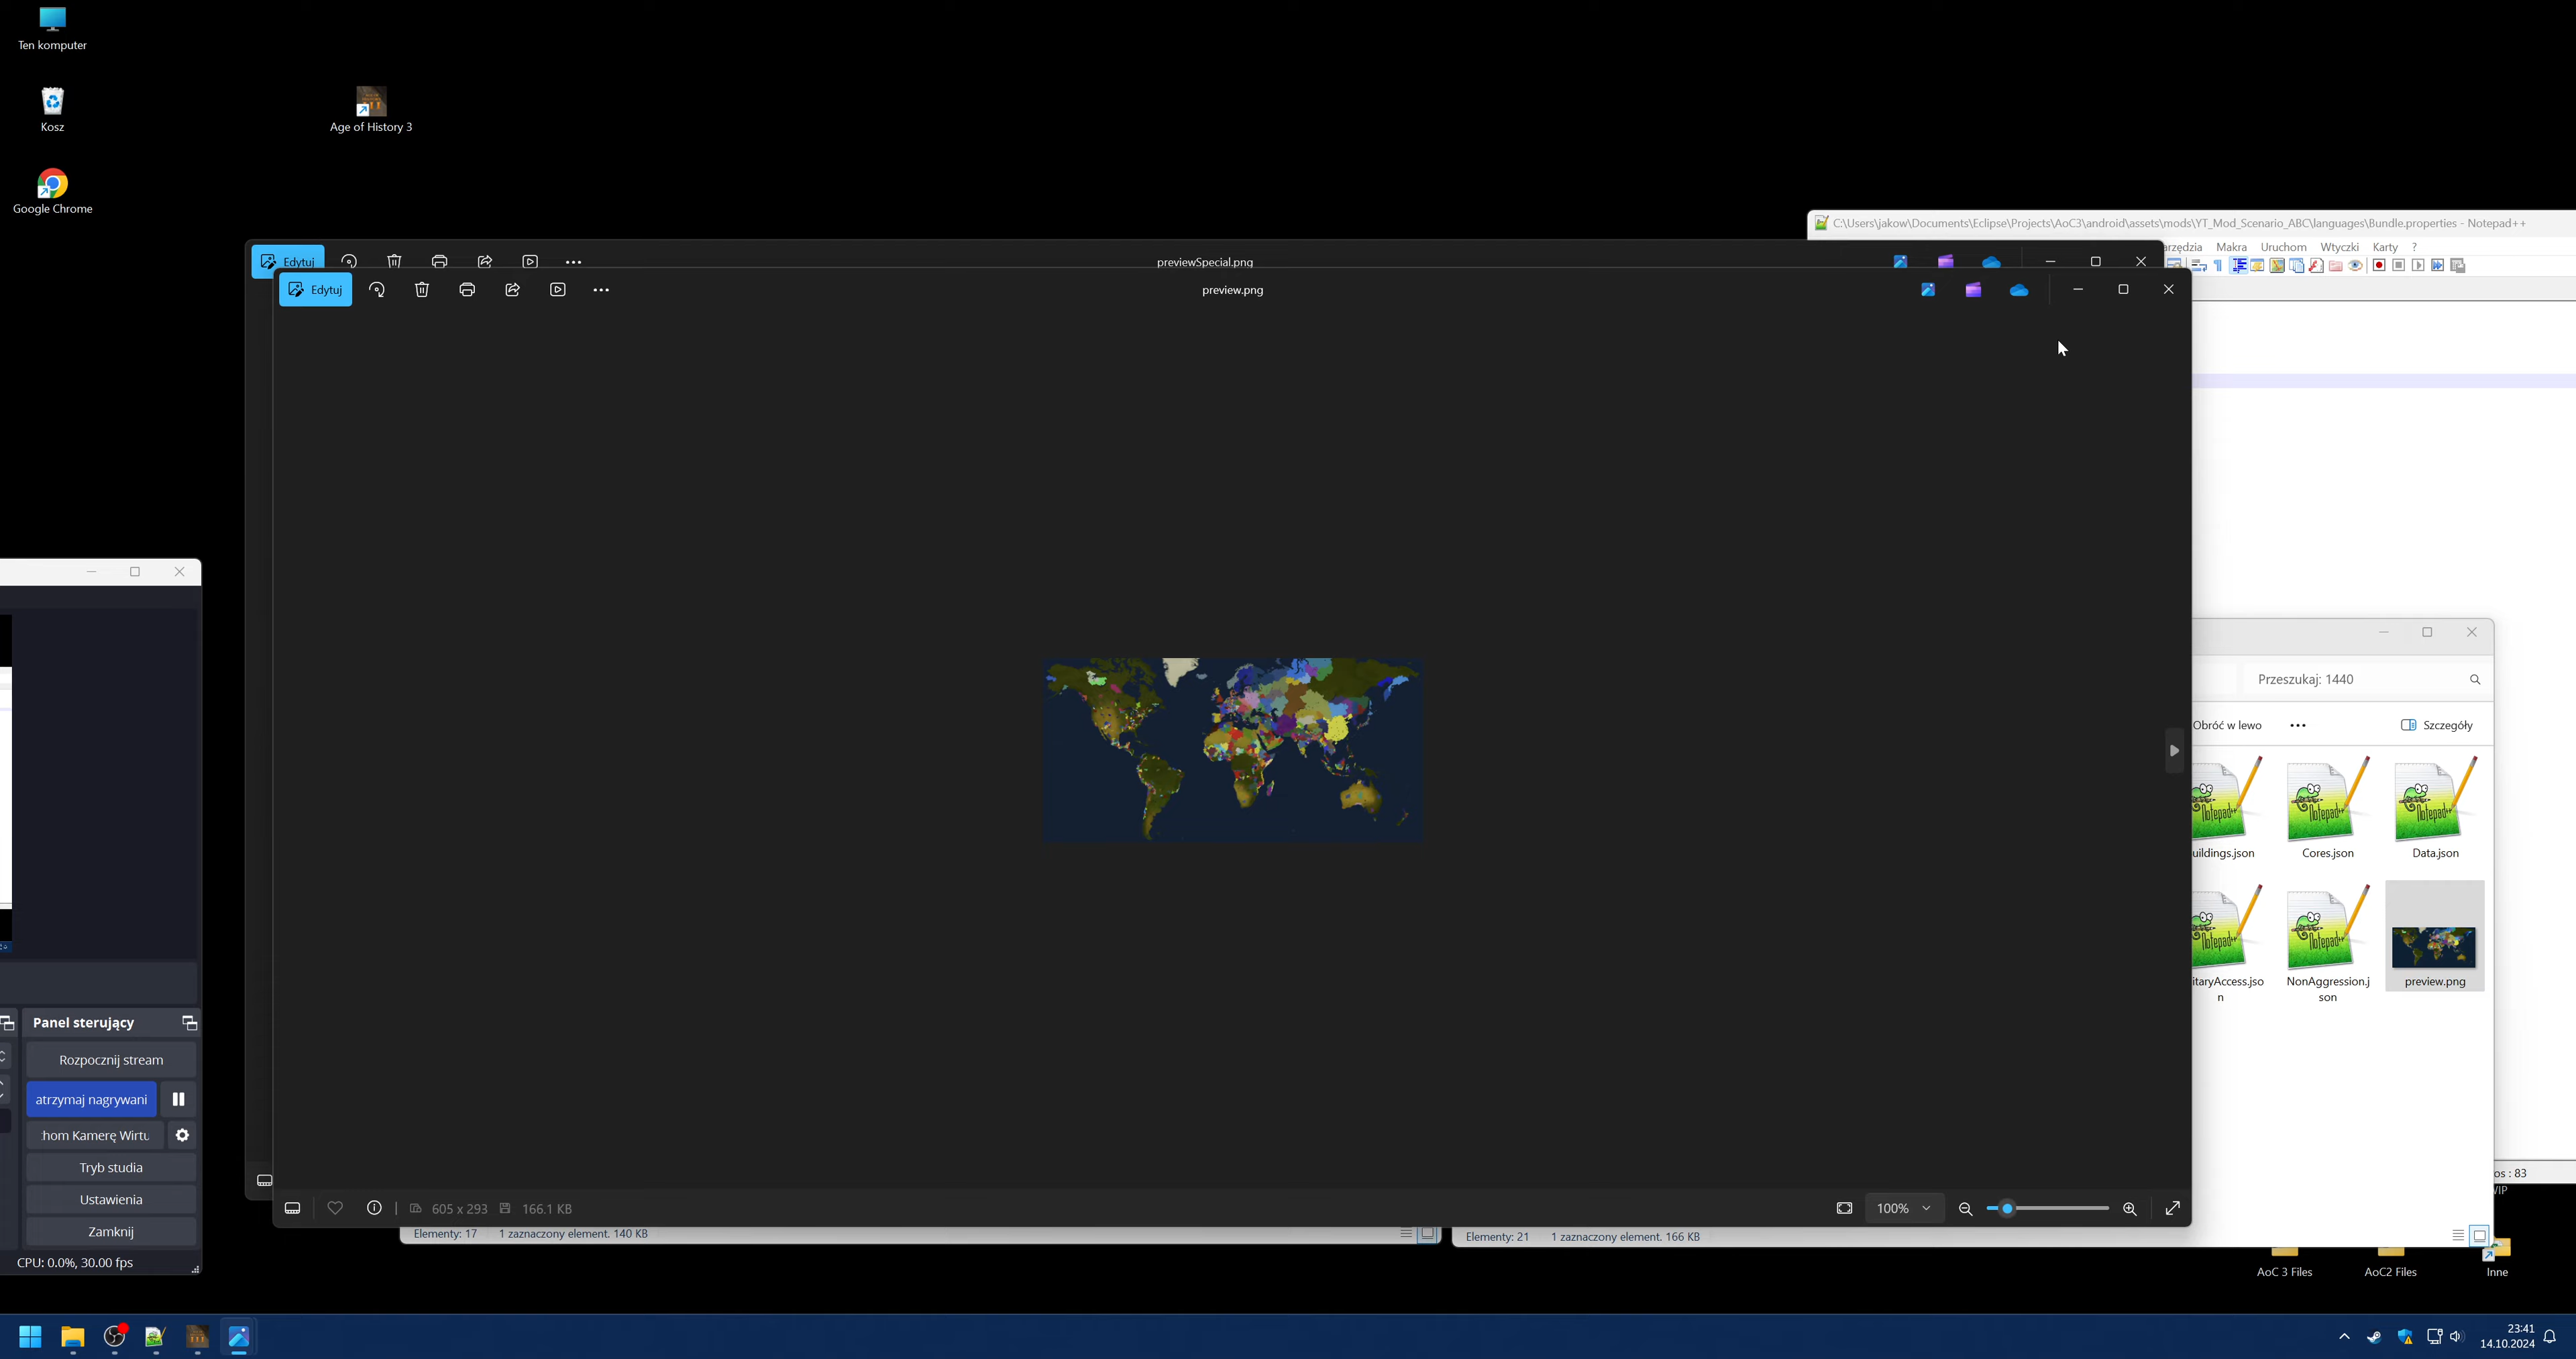 Ten komputer
Kosz
Age of History 3
Google Chrome
C:\Users\jakow\Documents\Eclipse\Projects\AoC3\android\assets\mods\YT_Mod_Scenario_ABC\languages\Bundle.properties - Notepad++
arzędzia Makra Uruchom Wtyczki Karty ?
Edytuj
previewSpecial.png
Edytuj
preview.png
Przeszukaj: 1440
Obróć w lewo
Szczegóły
uildings.json
Cores.json
Data.json
itaryAccess.jso
n
NonAggression.j
son
preview.png
Panel sterujący
Rozpocznij stream
atrzymaj nagrywani
hom Kamerę Wirtu
Tryb studia
Ustawienia
Zamknij
CPU: 0.0%, 30.00 fps
605 x 293
166.1 KB
100%
Elementy: 17
1 zaznaczony element. 140 KB
Elementy: 21
1 zaznaczony element. 166 KB
os : 83
WIP
AoC 3 Files
AoC2 Files
Inne
23:41
14.10.2024